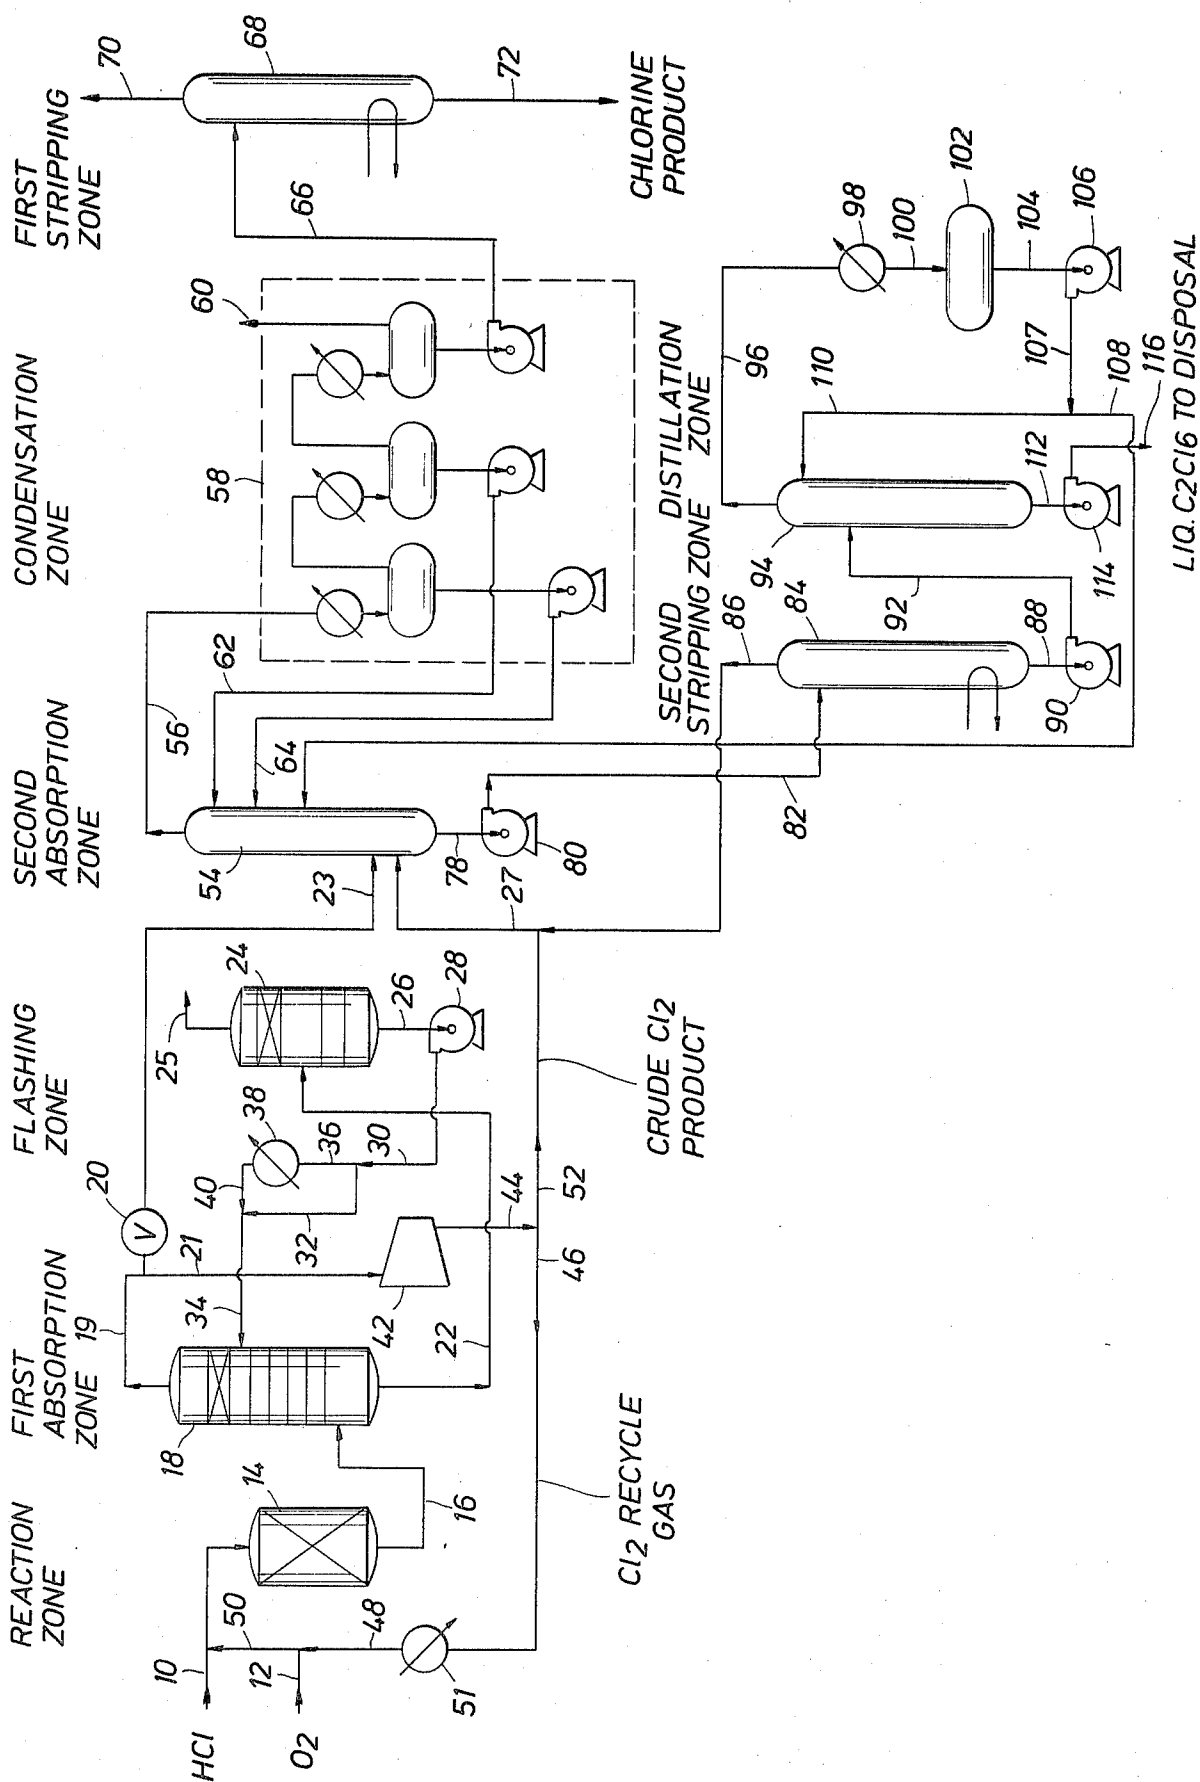 REACTION
ZONE
FIRST
ABSORPTION
ZONE
FLASHING
ZONE
SECOND
ABSORPTION
ZONE
CONDENSATION
ZONE
FIRST
STRIPPING
ZONE
HCl
10
O2
12
50
48
51
14
16
18
19
20
V
21
34
40
38
36
32
30
42
22
44
46
52
24
25
26
28
23
27
54
56
62
64
78
80
82
58
60
66
68
70
72
CHLORINE
PRODUCT
Cl2 RECYCLE
GAS
CRUDE Cl2
PRODUCT
SECOND
STRIPPING ZONE
DISTILLATION
ZONE
86
84
88
90
92
94
96
110
112
114
98
100
102
104
106
107
108
116
LIQ. C2Cl6 TO DISPOSAL